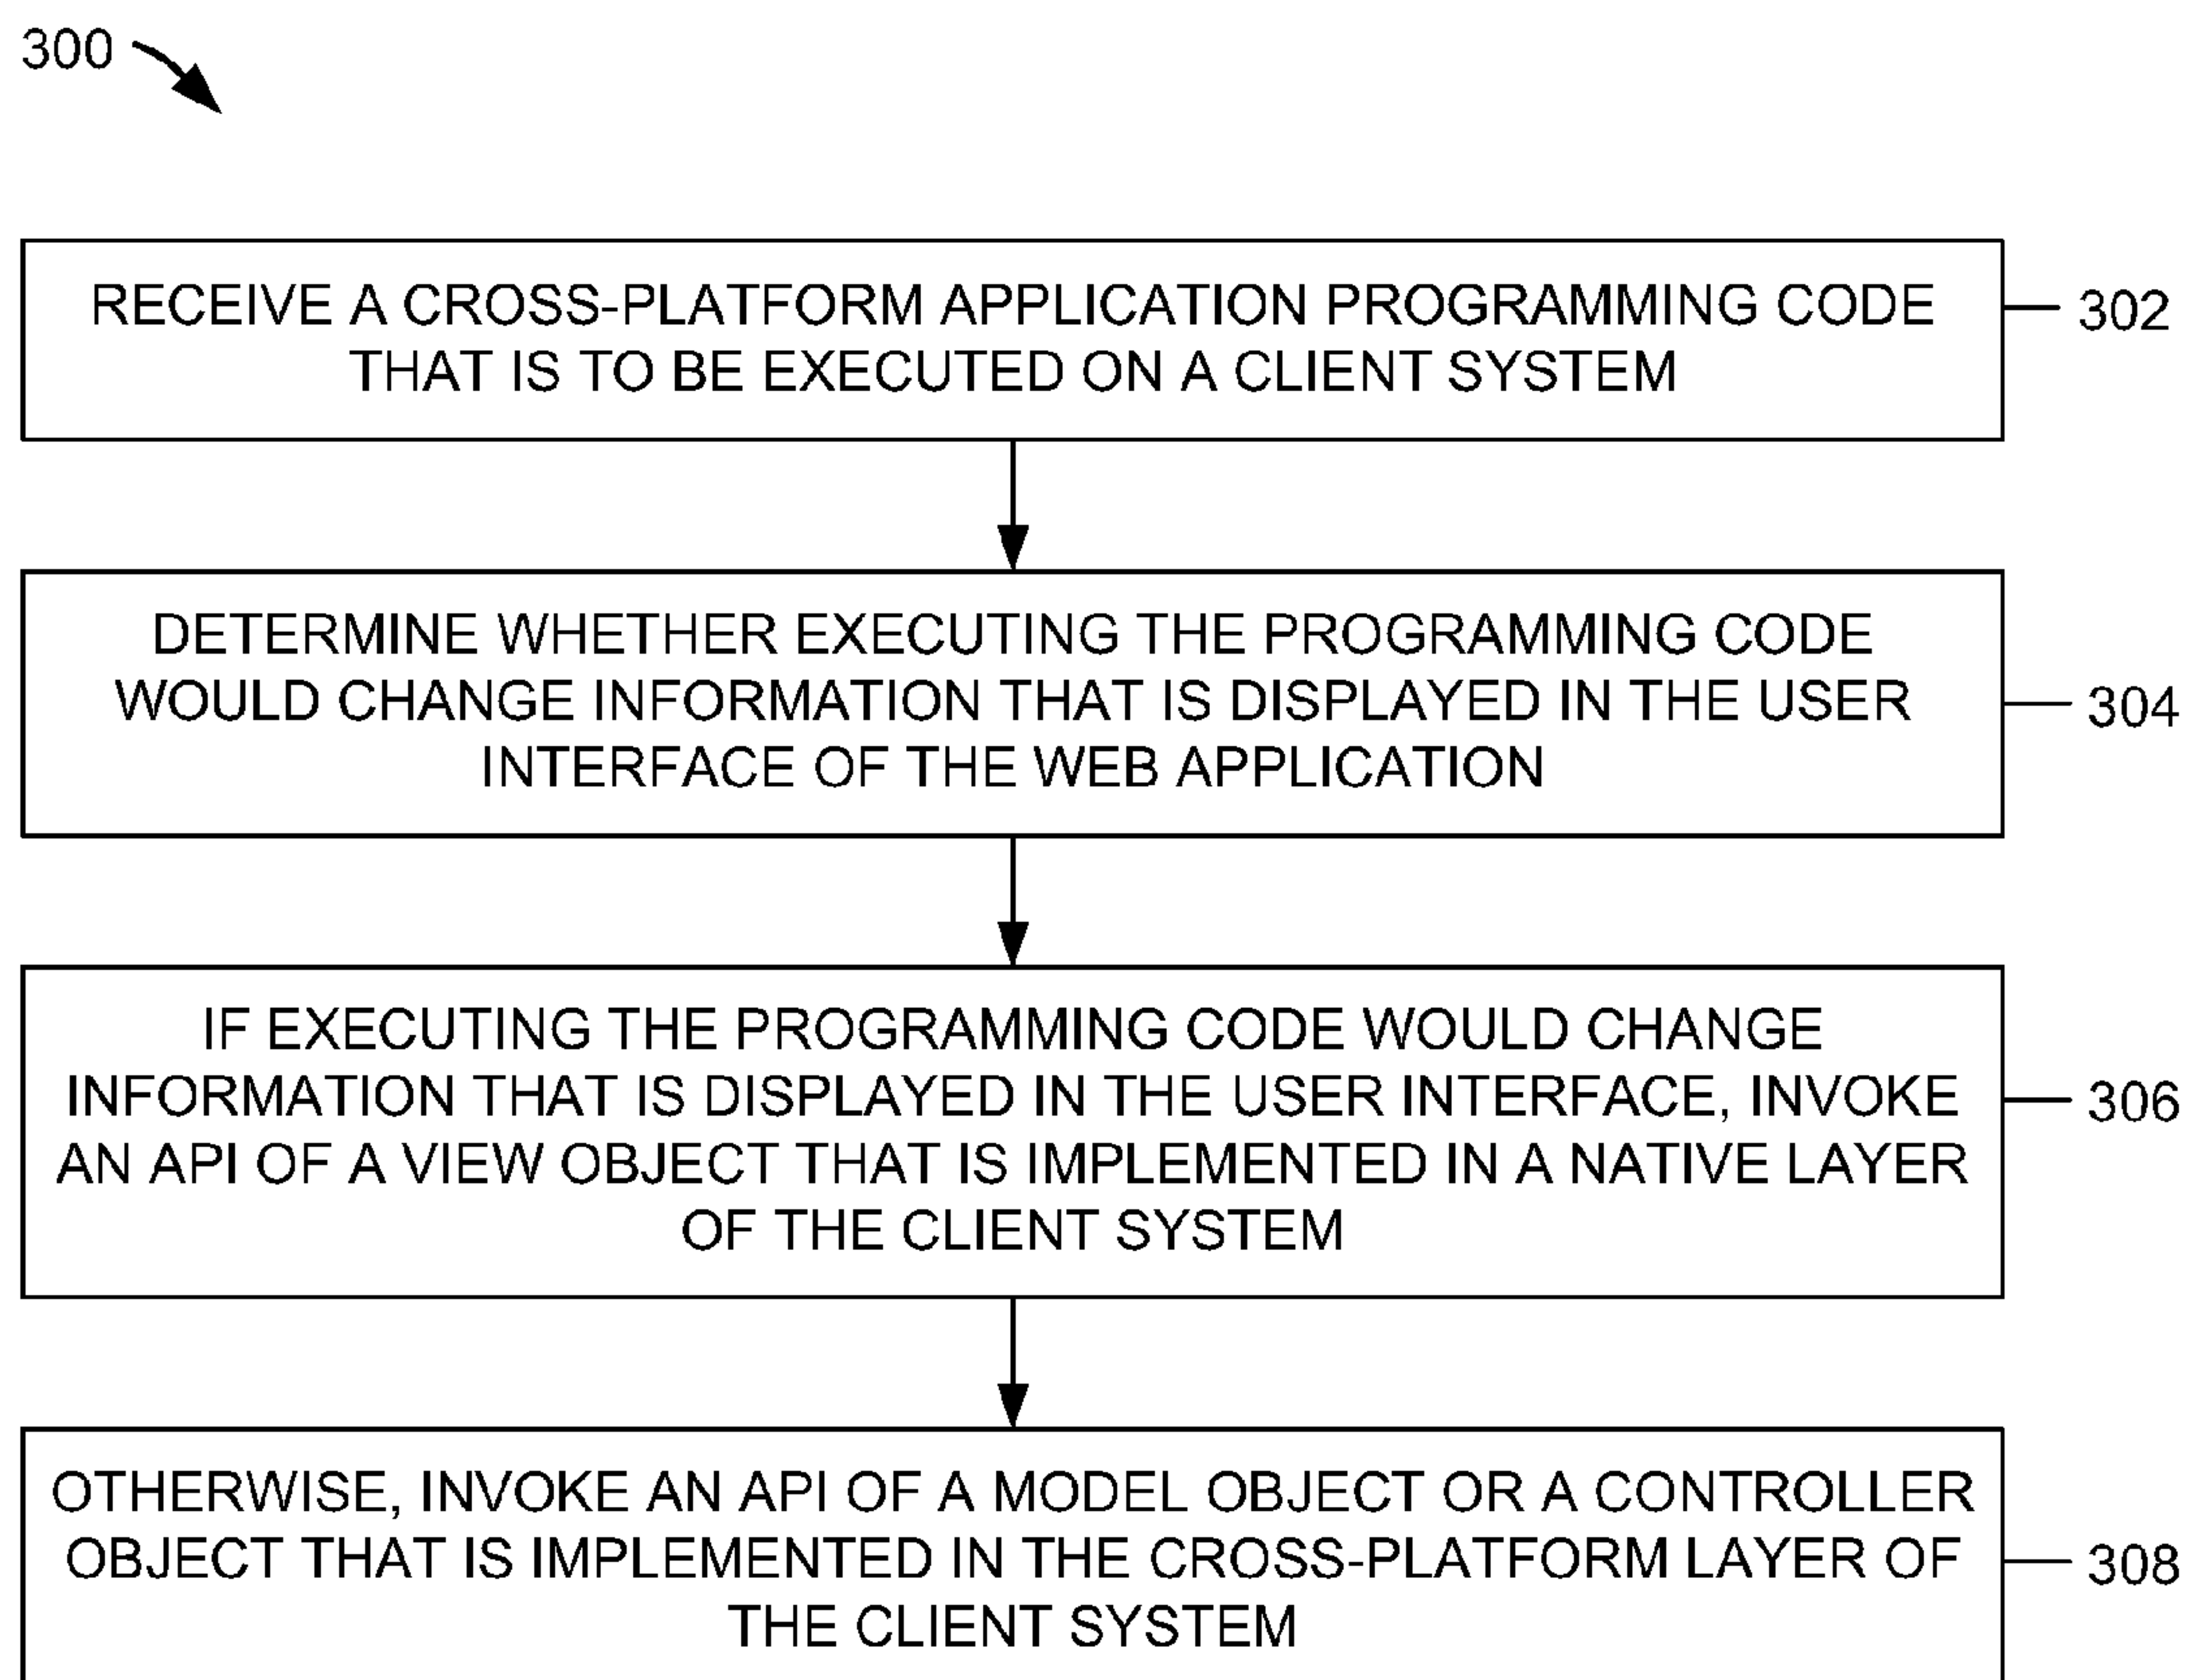 300
RECEIVE A CROSS-PLATFORM APPLICATION PROGRAMMING CODE
THAT IS TO BE EXECUTED ON A CLIENT SYSTEM
302
DETERMINE WHETHER EXECUTING THE PROGRAMMING CODE
WOULD CHANGE INFORMATION THAT IS DISPLAYED IN THE USER
INTERFACE OF THE WEB APPLICATION
304
IF EXECUTING THE PROGRAMMING CODE WOULD CHANGE
INFORMATION THAT IS DISPLAYED IN THE USER INTERFACE, INVOKE
AN API OF A VIEW OBJECT THAT IS IMPLEMENTED IN A NATIVE LAYER
OF THE CLIENT SYSTEM
306
OTHERWISE, INVOKE AN API OF A MODEL OBJECT OR A CONTROLLER
OBJECT THAT IS IMPLEMENTED IN THE CROSS-PLATFORM LAYER OF
THE CLIENT SYSTEM
308